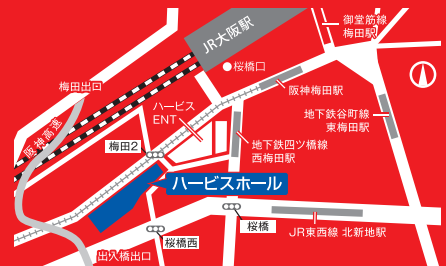 御堂筋線
梅田駅
JR大阪駅
桜橋口
梅田出口
阪神梅田駅
ハービス
ENT
地下鉄谷町線
東梅田駅
阪神高速
梅田2
地下鉄四ツ橋線
西梅田駅
ハービスホール
桜橋
JR東西線 北新地駅
桜橋西
出入橋出口